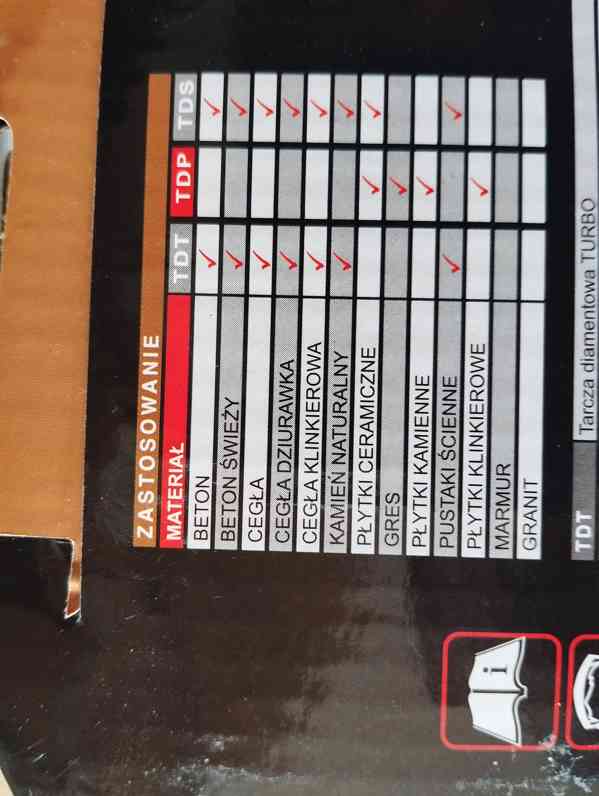 ZASTOSOWANIE
MATERIAŁ TDT TDP TDS
BETON ✓ ✓
BETON ŚWIEŻY ✓ ✓
CEGŁA ✓ ✓
CEGŁA DZIURAWKA ✓ ✓
CEGŁA KLINKIEROWA ✓ ✓
KAMIEŃ NATURALNY ✓ ✓
PŁYTKI CERAMICZNE ✓ ✓
GRES ✓
PŁYTKI KAMIENNE ✓
PUSTAKI ŚCIENNE ✓ ✓
PŁYTKI KLINKIEROWE ✓
MARMUR
GRANIT
TDT Tarcza diamentowa TURBO
i